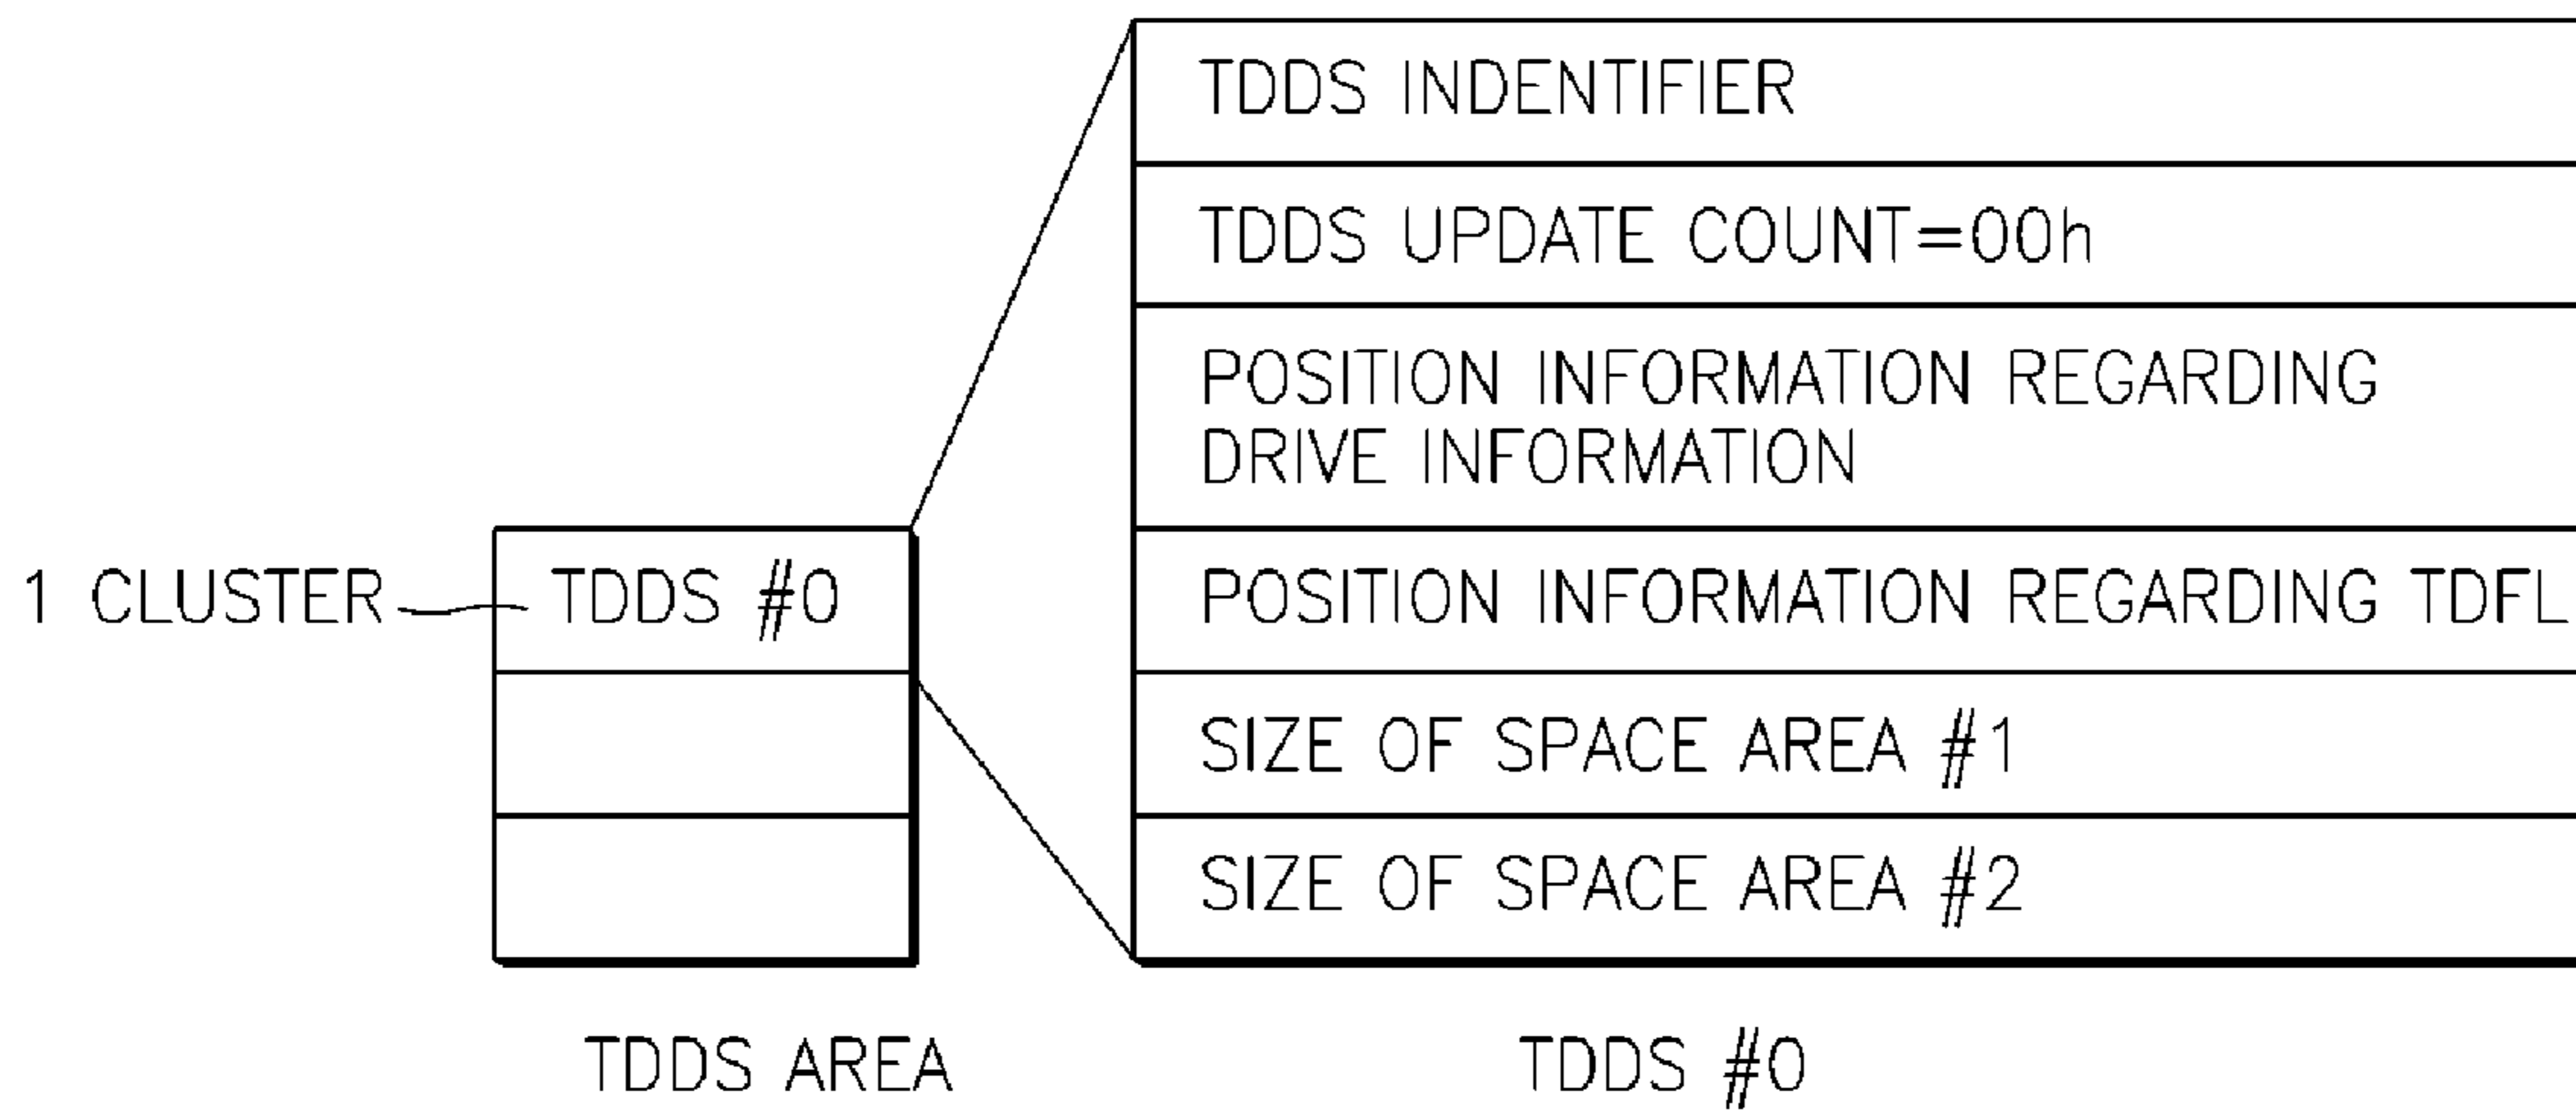 TDDS INDENTIFIER
TDDS UPDATE COUNT=00h
POSITION INFORMATION REGARDING
DRIVE INFORMATION
POSITION INFORMATION REGARDING TDFL
SIZE OF SPACE AREA #1
SIZE OF SPACE AREA #2
1 CLUSTER
TDDS #0
TDDS AREA
TDDS #0